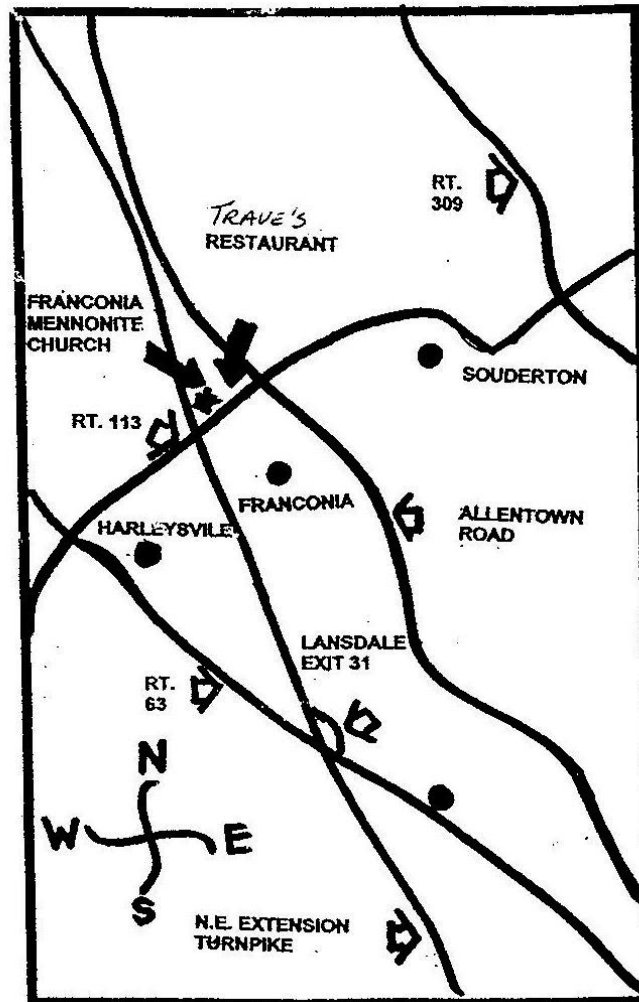 RT.
309
TRAVE'S
RESTAURANT
FRANCONIA
MENNONITE
CHURCH
SOUDERTON
RT. 113
FRANCONIA
HARLEYSVILE
ALLENTOWN
ROAD
LANSDALE
EXIT 31
RT.
63
N
W E
S
N.E. EXTENSION
TURNPIKE